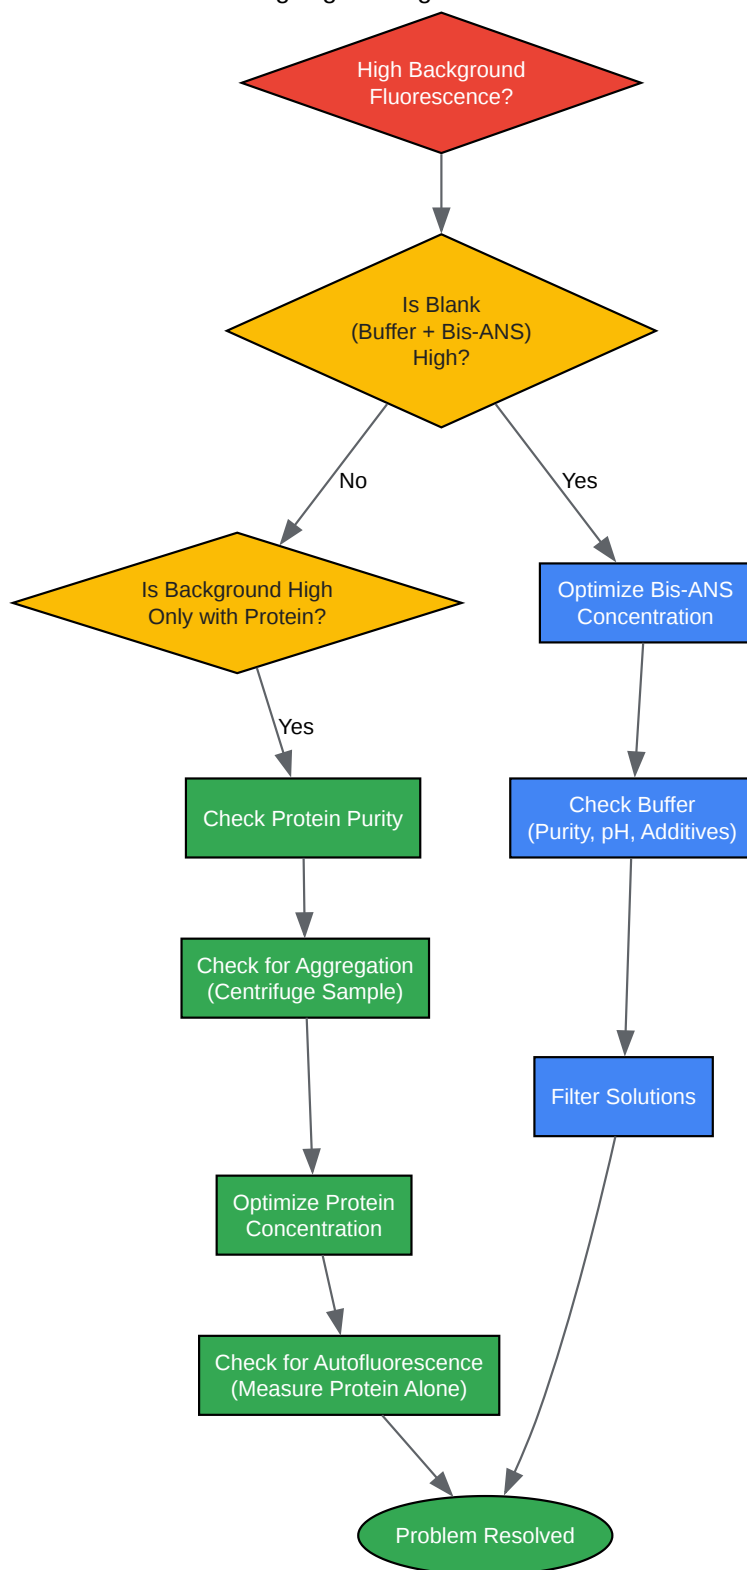 High Background
Fluorescence?
Is Blank
(Buffer + Bis-ANS)
High?
No
Yes
Is Background High
Only with Protein?
Optimize Bis-ANS
Concentration
Yes
Check Protein Purity
Check Buffer
(Purity, pH, Additives)
Check for Aggregation
(Centrifuge Sample)
Filter Solutions
Optimize Protein
Concentration
Check for Autofluorescence
(Measure Protein Alone)
Problem Resolved